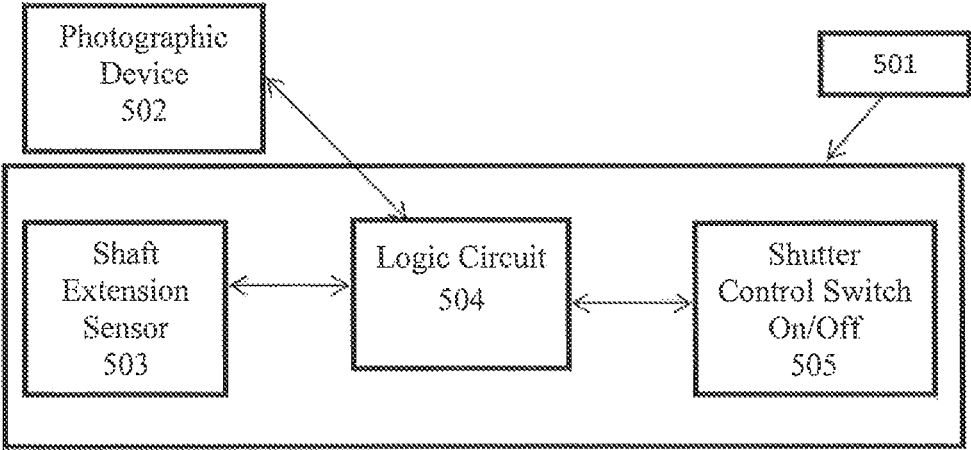 Photographic
Device
502
501
Shaft
Extension
Sensor
503
Logic Circuit
504
Shutter
Control Switch
On/Off
505